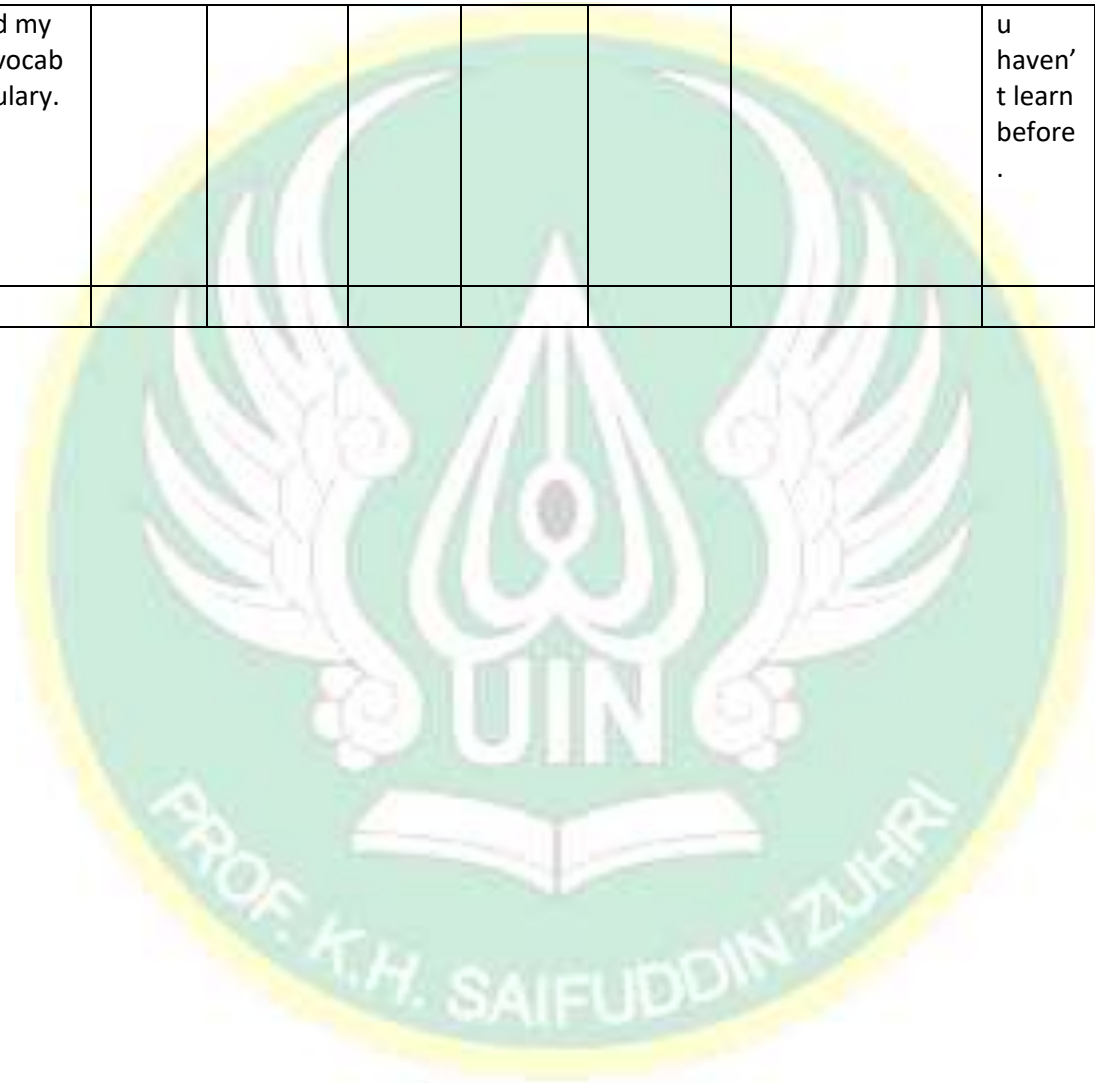 d my
vocab
ulary.
u
haven’
t learn
before
.
UIN
PROF. K.H. SAIFUDDIN ZUHRI